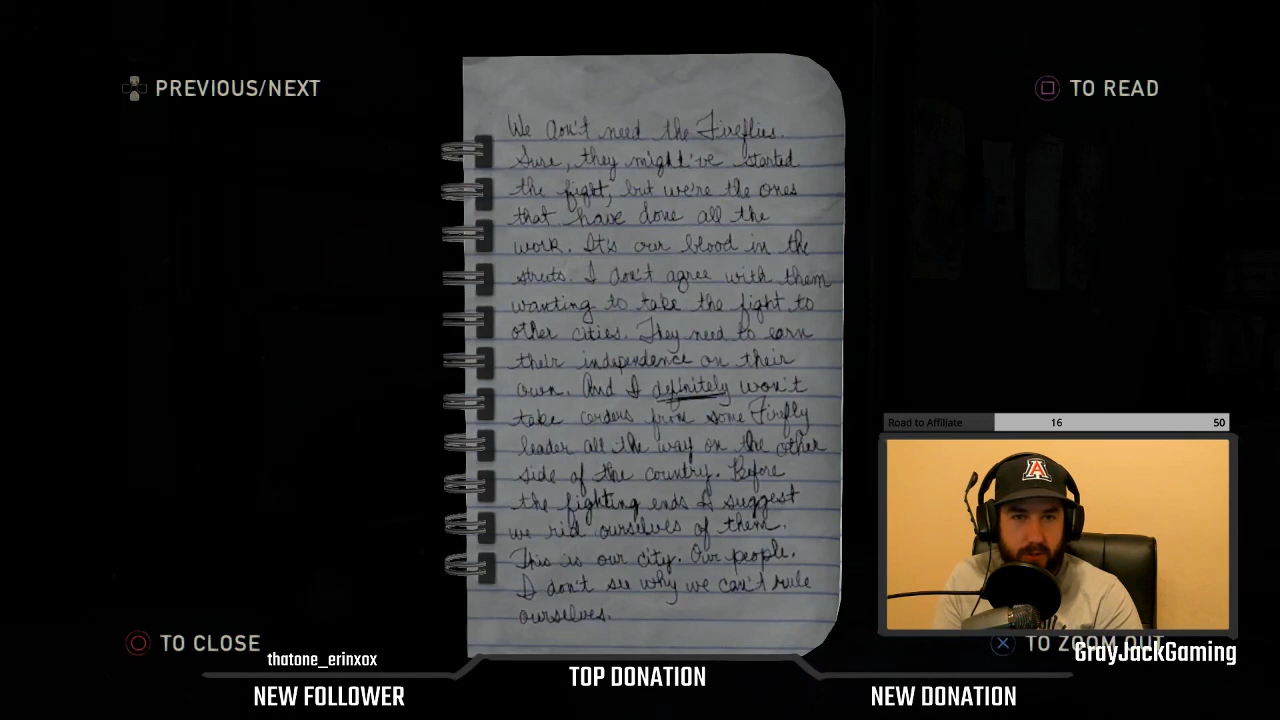 PREVIOUS/NEXT
TO READ
We don't need the Fireflies.
Sure, they might've started
the fight, but we're the ones
that have done all the
work. It's our blood in the
streets. I don't agree with them
wanting to take the fight to
other cities. They need to earn
their independence on their
own. And I definitely won't
take orders from some Firefly
leader all the way on the other
side of the country. Before
the fighting ends I suggest
we rid ourselves of them.
This is our city. Our people.
I don't see why we can't rule
ourselves.
Road to Affiliate 16 50
A
TO CLOSE
TO ZOOM OUT
GrayJackGaming
thatone_erinxox
NEW FOLLOWER
TOP DONATION
NEW DONATION